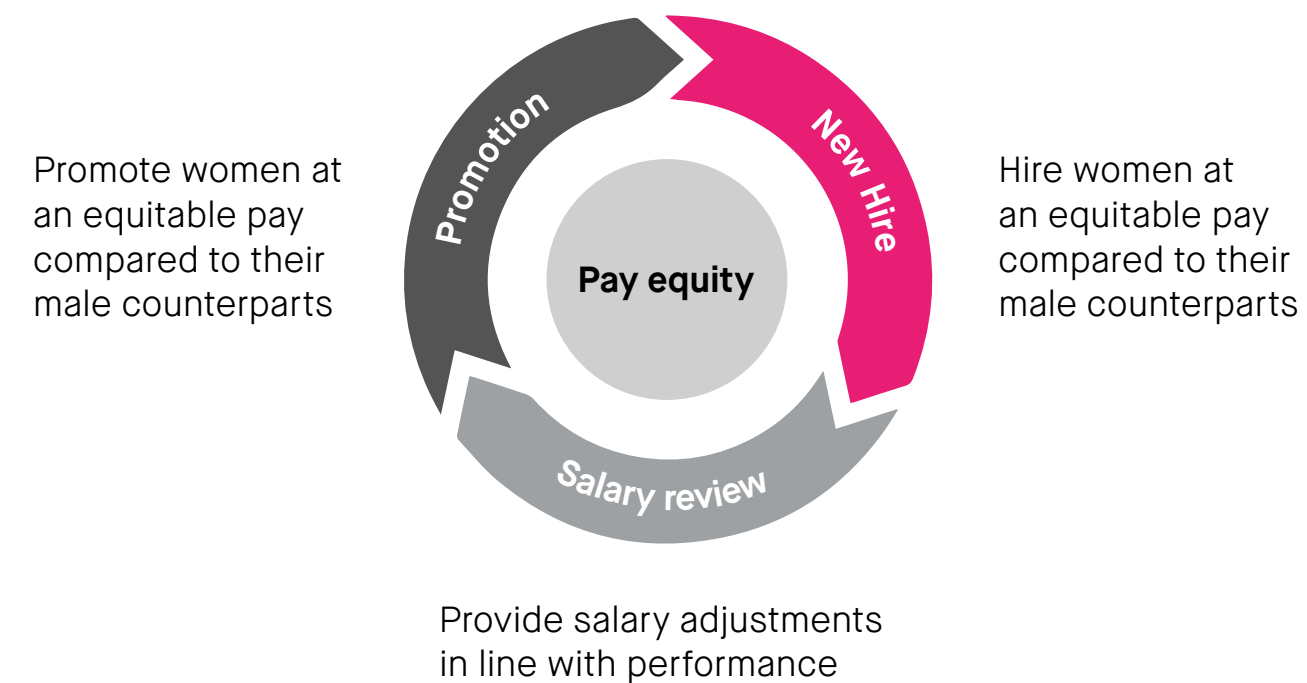 Promotion
New Hire
Promote women at
an equitable pay
compared to their
male counterparts
Pay equity
Hire women at
an equitable pay
compared to their
male counterparts
Salary review
Provide salary adjustments
in line with performance